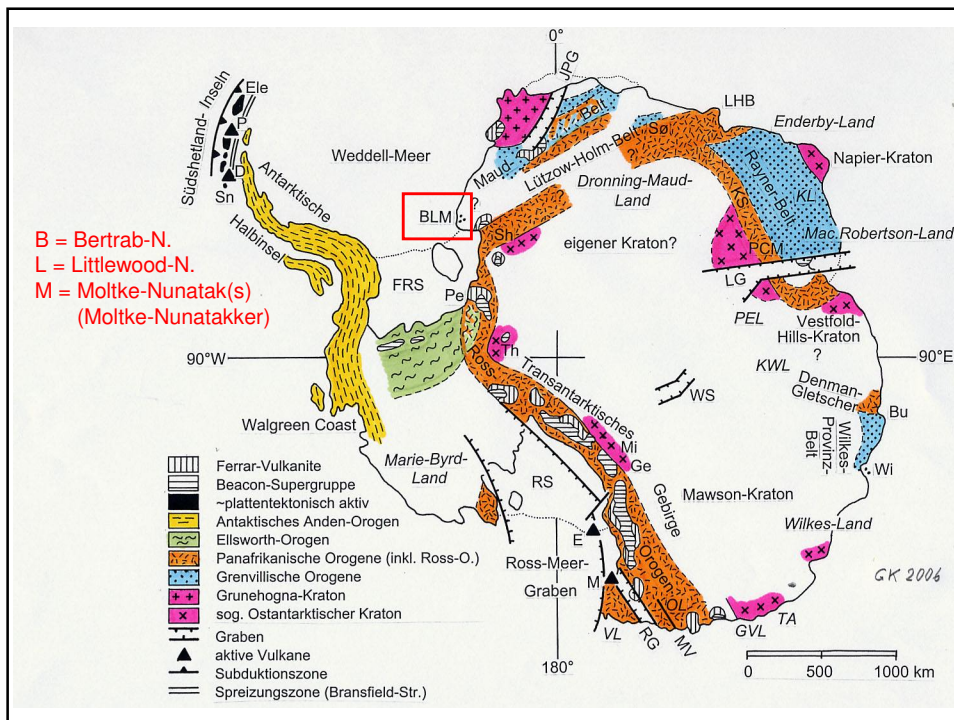 0°
JPG
Südshetland-Inseln
Ele
P
D
Sn
Antarktische
Halbinsel
Weddell-Meer
Belt
Maud-
Lützow-Holm-Belt
Sø
?
LHB
Enderby-Land
Napier-Kraton
Rayner-Belt
KL
KS
Dronning-Maud-
Land
Mac.Robertson-Land
BLM
?
Sh
eigener Kraton?
PCM
LG
B = Bertrab-N.
L = Littlewood-N.
M = Moltke-Nunatak(s)
(Moltke-Nunatakker)
FRS
Pe
PEL
Vestfold-
Hills-Kraton
?
90°W
Th
Ross-
Transantarktisches
KWL
90°E
WS
Denman-
Gletscher
Bu
Wilkes-
Provinz-
Belt
Wi
Walgreen Coast
Marie-Byrd-
Land
Mi
Ge
RS
Gebirge
Mawson-Kraton
Wilkes-Land
E
Ross-Meer-
Graben
M
Orogen
OL
GK 2006
VL
RG
MV
GVL
TA
180°
0
500
1000 km
Ferrar-Vulkanite
Beacon-Supergruppe
~plattentektonisch aktiv
Antaktisches Anden-Orogen
Ellsworth-Orogen
Panafrikanische Orogene (inkl. Ross-O.)
Grenvillische Orogene
Grunehogna-Kraton
sog. Ostantarktischer Kraton
Graben
aktive Vulkane
Subduktionszone
Spreizungszone (Bransfield-Str.)